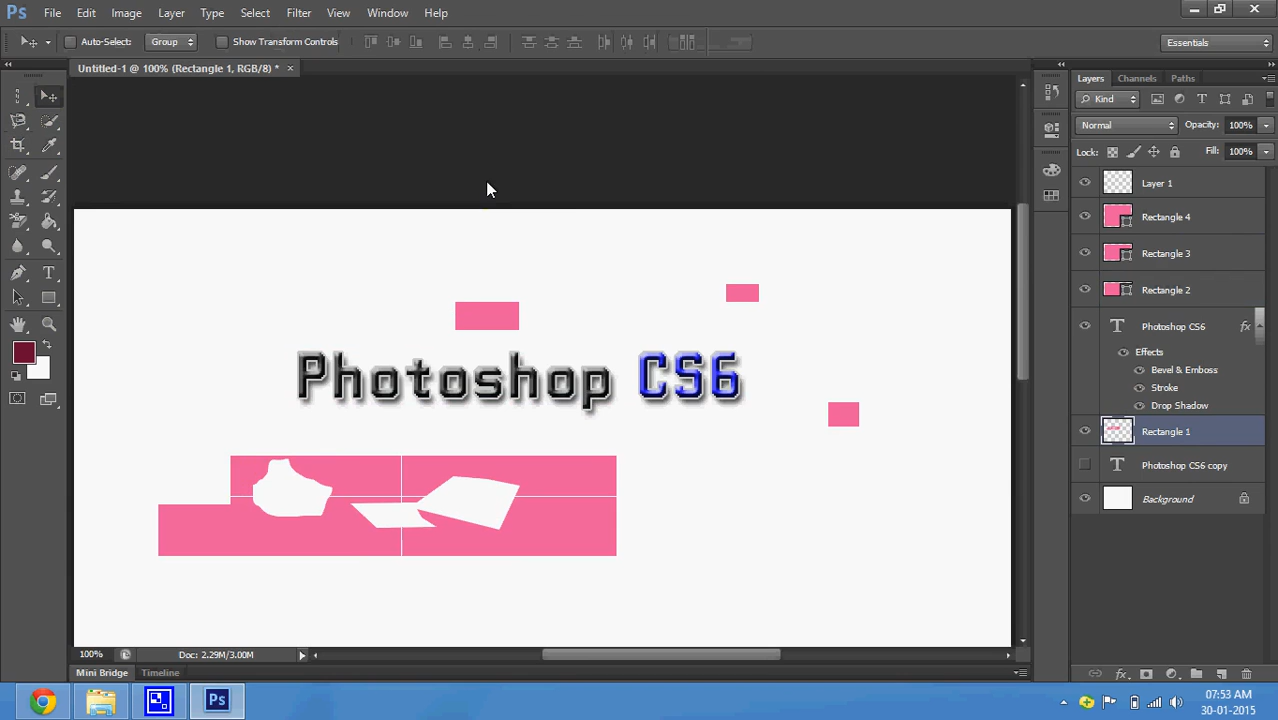 Ps File Edit Image Layer Type Select Filter View Window Help
Auto-Select: Group Show Transform Controls Essentials
Untitled-1 @ 100% (Rectangle 1, RGB/8) * ×
Layers Channels Paths
Kind
Normal Opacity: 100%
Lock: Fill: 100%
Layer 1
Rectangle 4
Rectangle 3
Rectangle 2
Photoshop CS6 fx
Effects
Bevel & Emboss
Stroke
Drop Shadow
Rectangle 1
Photoshop CS6 copy
Background
Photoshop CS6
100% Doc: 2.29M/3.00M
Mini Bridge Timeline
Ps
07:53 AM
30-01-2015